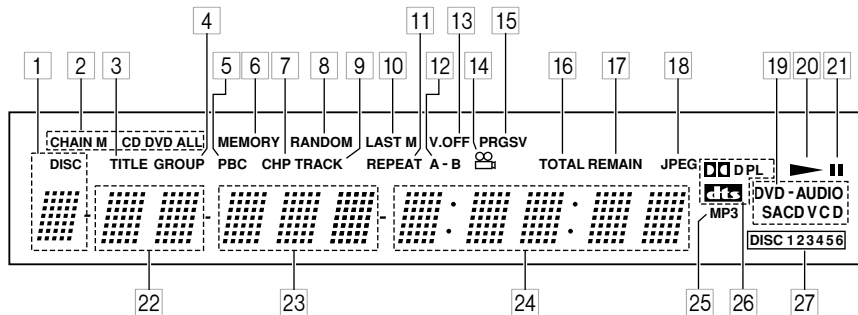 4 11 13 15
1 2 3 5 6 7 8 9 10 12 14 16 17 18 19 20 21
CHAIN M CD DVD ALL MEMORY RANDOM LAST M V.OFF PRGSV
DISC TITLE GROUP PBC CHP TRACK REPEAT A - B TOTAL REMAIN JPEG
D PL
dts DVD - AUDIO
MP3 SACD V C D
DISC 1 2 3 4 5 6
22 23 24 25 26 27